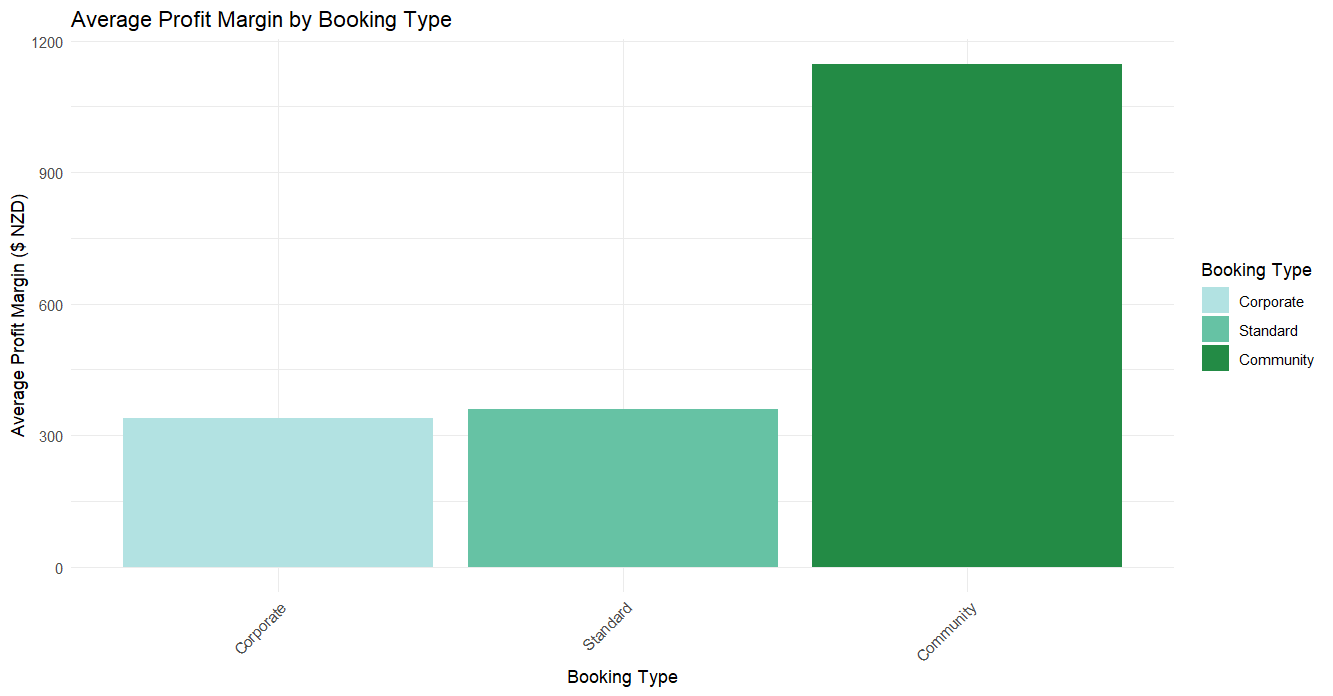 Average Profit Margin by Booking Type
Average Profit Margin ($ NZD)
1200
900
600
300
0
Corporate
Standard
Community
Booking Type
Booking Type
Corporate
Standard
Community